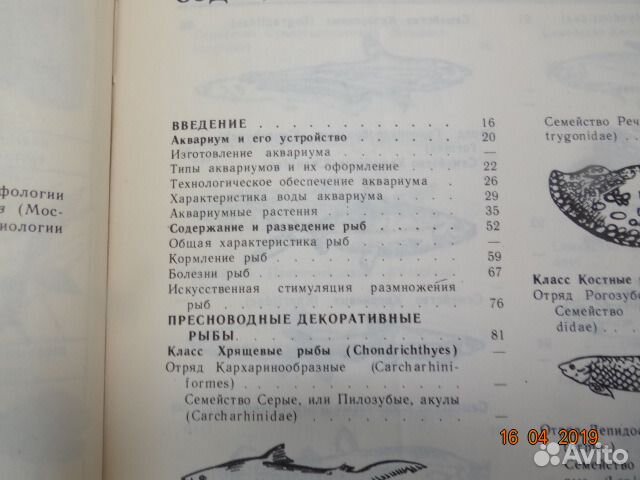 фологии
в (Мос-
иологии
ВВЕДЕНИЕ . . . . . . . . . . . . 16
Аквариум и его устройство . . . . . . 20
Изготовление аквариума . . . . . . . —
Типы аквариумов и их оформление . . . 22
Технологическое обеспечение аквариума . 26
Характеристика воды аквариума . . . . 29
Аквариумные растения . . . . . . . . 35
Содержание и разведение рыб . . . . . 52
Общая характеристика рыб . . . . . . —
Кормление рыб . . . . . . . . . . . 59
Болезни рыб . . . . . . . . . . . . 67
Искусственная стимуляция размножения
рыб . . . . . . . . . . . . . . 76
ПРЕСНОВОДНЫЕ ДЕКОРАТИВНЫЕ
РЫБЫ . . . . . . . . . . . . . 81
Класс Хрящевые рыбы (Chondrichthyes) —
Отряд Кархаринообразные (Carcharhini-
formes) . . . . . . . . . . . . —
Семейство Серые, или Пилозубые, акулы
(Carcharhinidae) . . . . . . . . —
Семейство Реч
trygonidae) .
Класс Костные
Отряд Рогозуб
Семейство
didae) .
16 04 2019
Avito